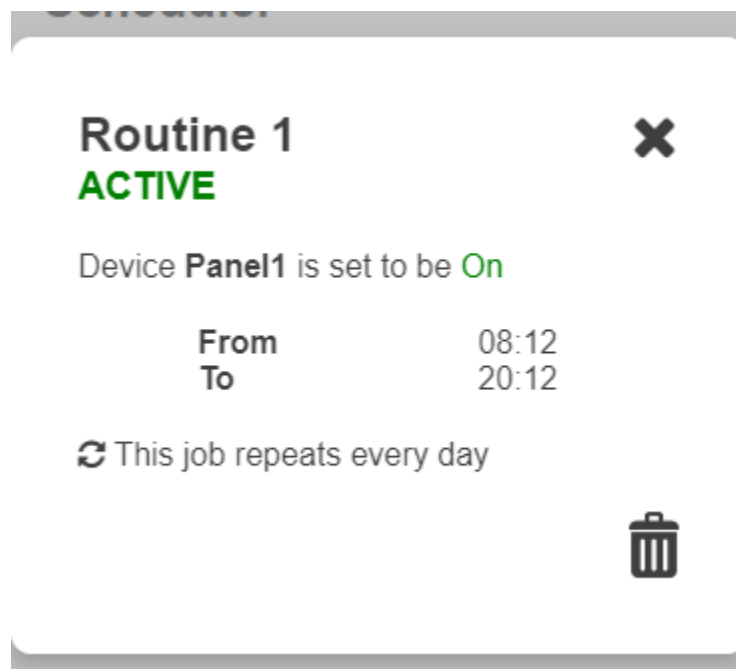 Scheduler
Routine 1
ACTIVE
Device Panel1 is set to be On
From 08:12
To 20:12
This job repeats every day